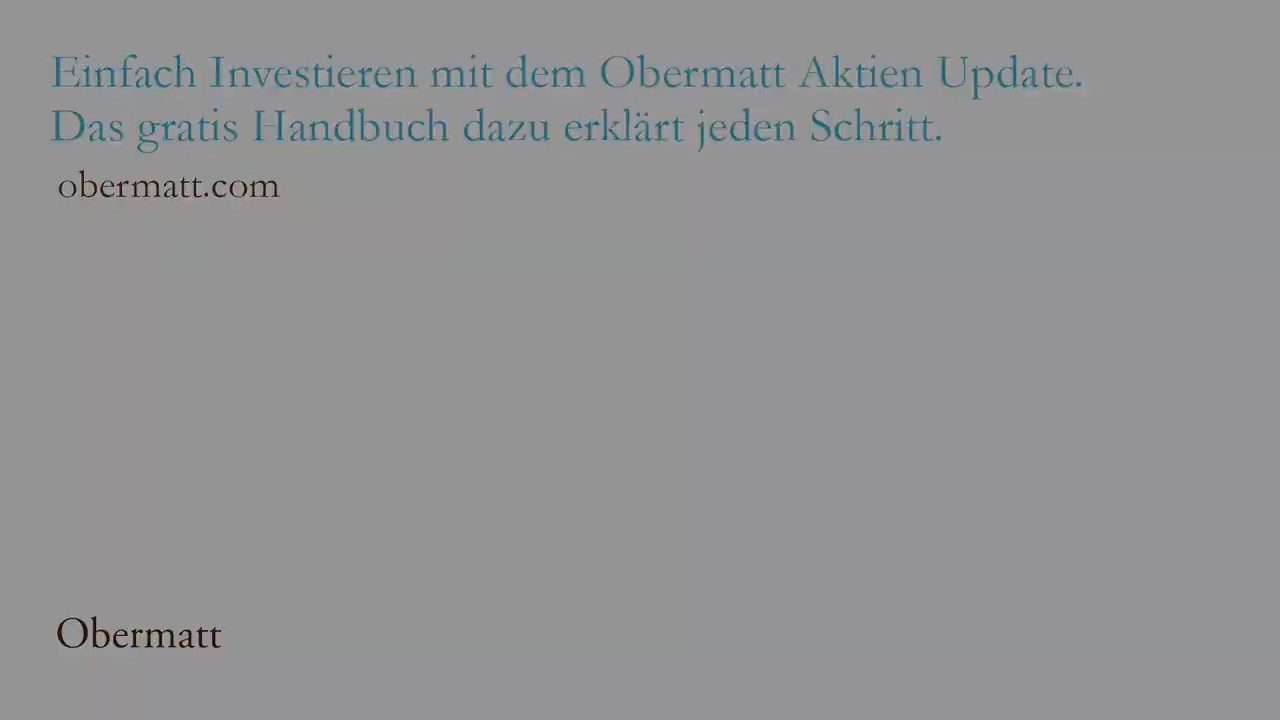 Einfach Investieren mit dem Obermatt Aktien Update.
Das gratis Handbuch dazu erklärt jeden Schritt.
obermatt.com
Obermatt